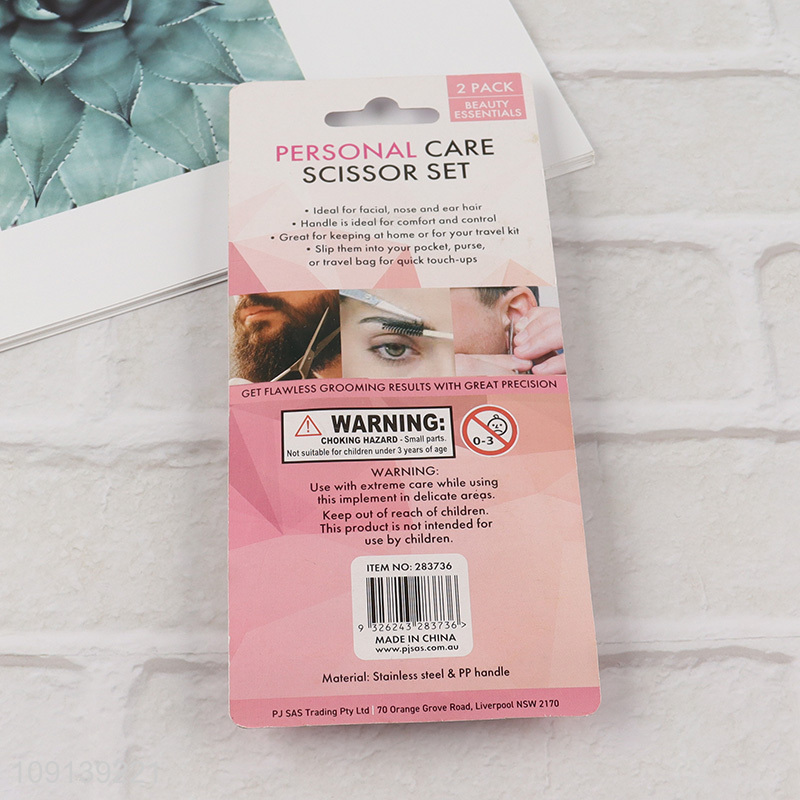 2 PACK
BEAUTY
ESSENTIALS
PERSONAL CARE
SCISSOR SET
• Ideal for facial, nose and ear hair
• Handle is ideal for comfort and control
• Great for keeping at home or for your travel kit
• Slip them into your pocket, purse,
or travel bag for quick touch-ups
GET FLAWLESS GROOMING RESULTS WITH GREAT PRECISION
WARNING:
CHOKING HAZARD - Small parts.
Not suitable for children under 3 years of age
0-3
WARNING:
Use with extreme care while using
this implement in delicate areas.
Keep out of reach of children.
This product is not intended for
use by children.
ITEM NO: 283736
9 326243 283736 >
MADE IN CHINA
www.pjsas.com.au
Material: Stainless steel & PP handle
PJ SAS Trading Pty Ltd | 70 Orange Grove Road, Liverpool NSW 2170